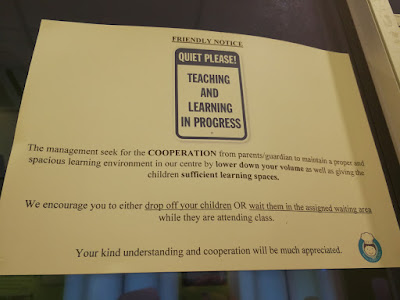 FRIENDLY NOTICE
QUIET PLEASE!
TEACHING
AND
LEARNING
IN PROGRESS
The management seek for the COOPERATION from parents/guardian to maintain a proper and
spacious learning environment in our centre by lower down your volume as well as giving the
children sufficient learning spaces.
We encourage you to either drop off your children OR wait them in the assigned waiting area
while they are attending class.
Your kind understanding and cooperation will be much appreciated.